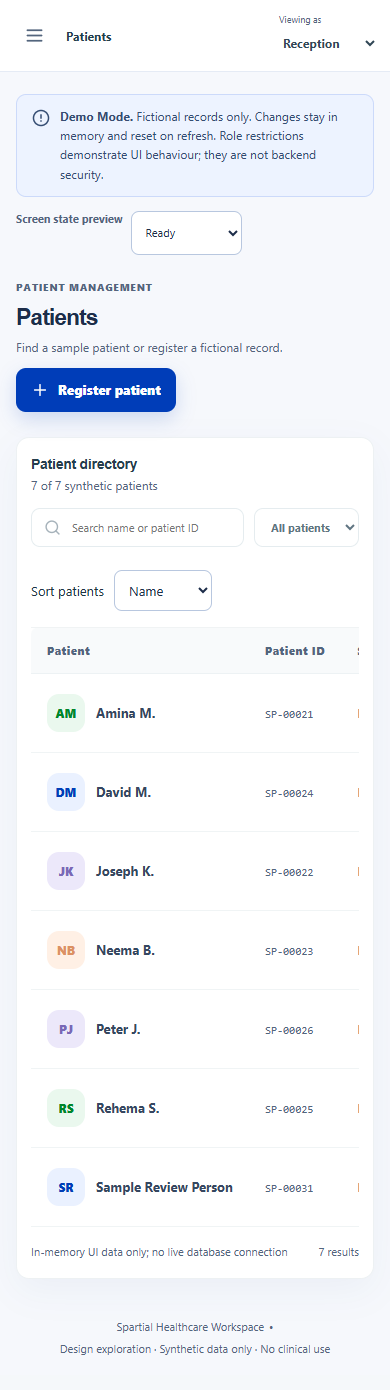 Viewing as
Patients
Reception
Demo Mode. Fictional records only. Changes stay in
memory and reset on refresh. Role restrictions
demonstrate UI behaviour; they are not backend
security.
Screen state preview
Ready
PATIENT MANAGEMENT
Patients
Find a sample patient or register a fictional record.
Register patient
Patient directory
7 of 7 synthetic patients
Search name or patient ID
All patients
Sort patients
Name
Patient Patient ID
AM Amina M. SP-00021
DM David M. SP-00024
JK Joseph K. SP-00022
NB Neema B. SP-00023
PJ Peter J. SP-00026
RS Rehema S. SP-00025
SR Sample Review Person SP-00031
In-memory UI data only; no live database connection 7 results
Spartial Healthcare Workspace •
Design exploration · Synthetic data only · No clinical use